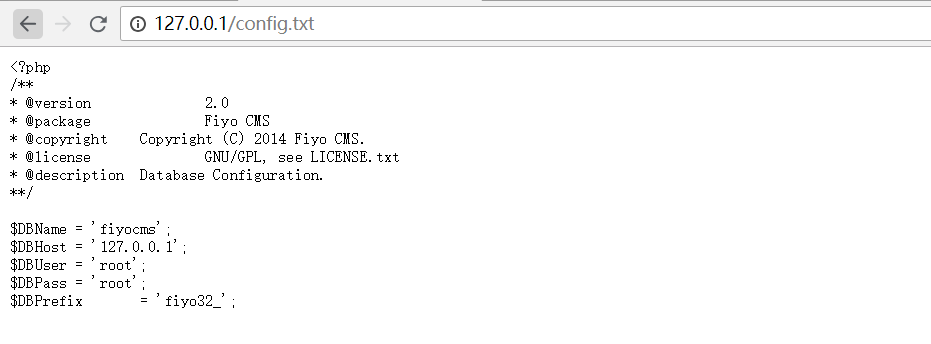 127.0.0.1/config.txt
<?php
/**
* @version 2.0
* @package Fiyo CMS
* @copyright Copyright (C) 2014 Fiyo CMS.
* @license GNU/GPL, see LICENSE.txt
* @description Database Configuration.
**/
$DBName = 'fiyocms';
$DBHost = '127.0.0.1';
$DBUser = 'root';
$DBPass = 'root';
$DBPrefix = 'fiyo32_';